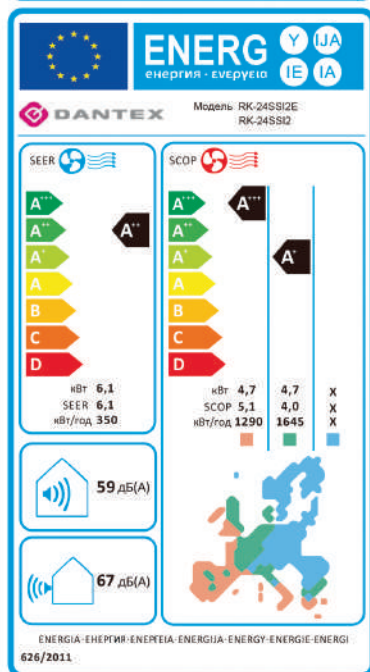 ENERG Y IJA
енергия · ενεργεια IE IA
DANTEX
Модель RK-24SSI2E
RK-24SSI2
SEER
A+++
A++
A+
A
B
C
D
A++
кВт 6,1
SEER 6,1
кВт/год 350
SCOP
A+++
A++
A+
A
B
C
D
A+++
A+
кВт 4,7 4,7 X
SCOP 5,1 4,0 X
кВт/год 1290 1645 X
59 дБ(А)
67 дБ(А)
ENERGIA·ЕНЕРГИЯ·ΕΝΕΡΓΕΙΑ·ENERGIJA·ENERGY·ENERGIE·ENERGI
626/2011